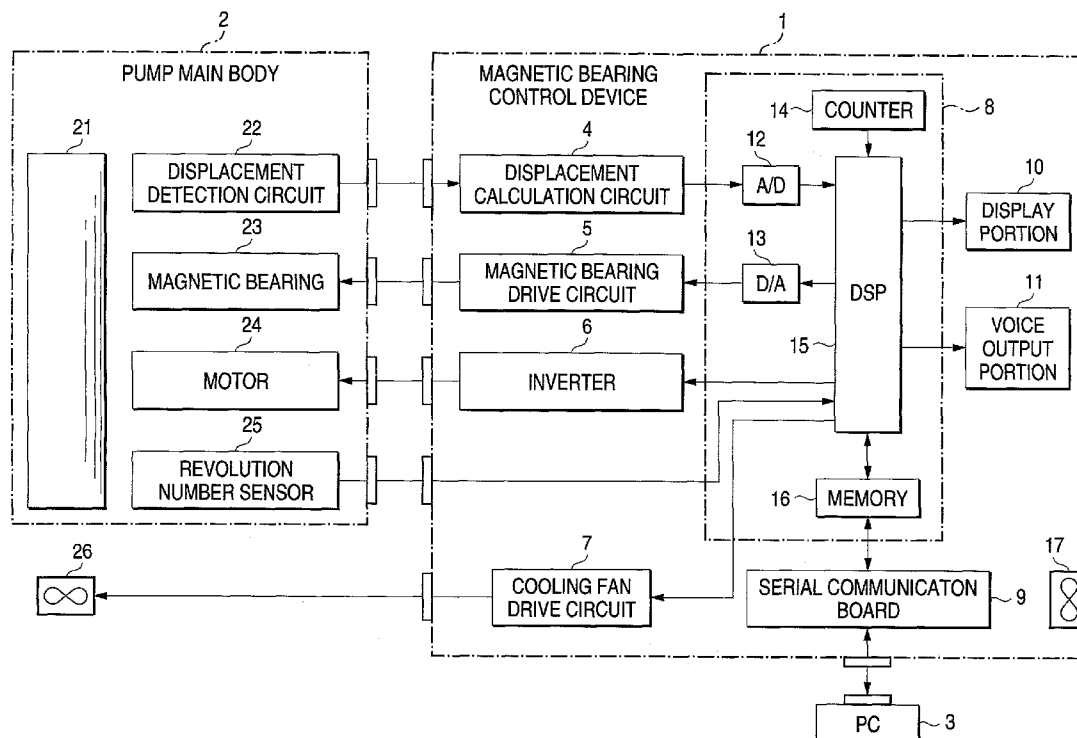 2
1
PUMP MAIN BODY
MAGNETIC BEARING
CONTROL DEVICE
21
22
DISPLACEMENT
DETECTION CIRCUIT
4
DISPLACEMENT
CALCULATION CIRCUIT
12
A/D
14
COUNTER
8
10
DISPLAY
PORTION
23
MAGNETIC BEARING
5
MAGNETIC BEARING
DRIVE CIRCUIT
13
D/A
DSP
15
11
VOICE
OUTPUT
PORTION
24
MOTOR
6
INVERTER
25
REVOLUTION
NUMBER SENSOR
16
MEMORY
26
7
COOLING FAN
DRIVE CIRCUIT
SERIAL COMMUNICATON
BOARD
9
17
PC
3